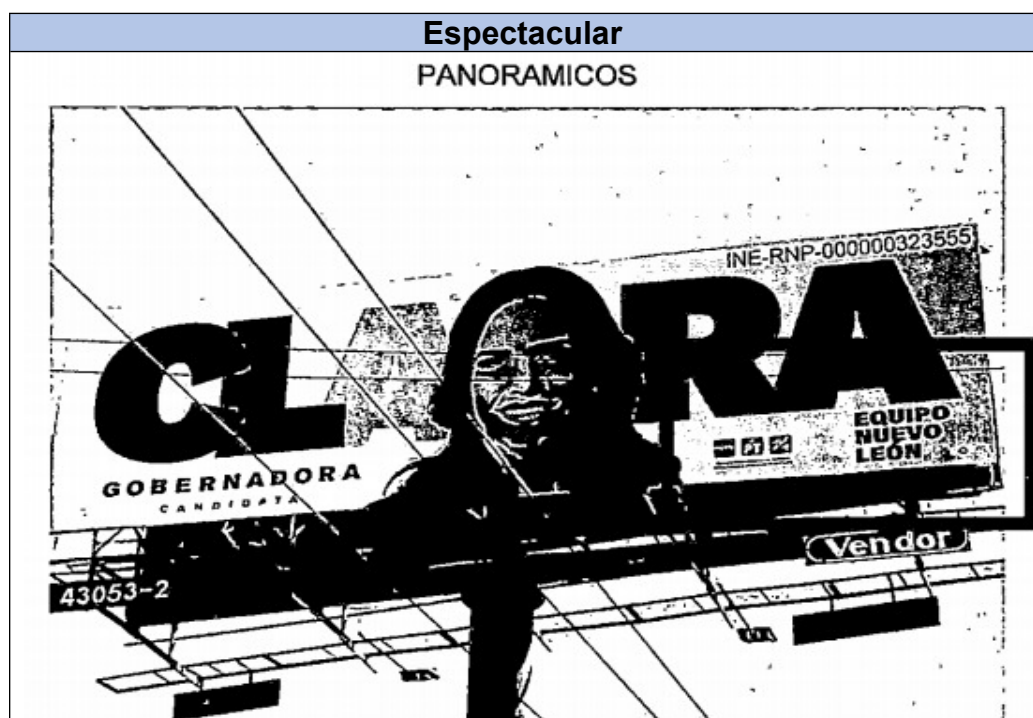 Espectacular
PANORAMICOS
INE-RNP-000000323555
CLARA
GOBERNADORA
CANDIDATA
EQUIPO
NUEVO
LEÓN
Vendor
43053-2